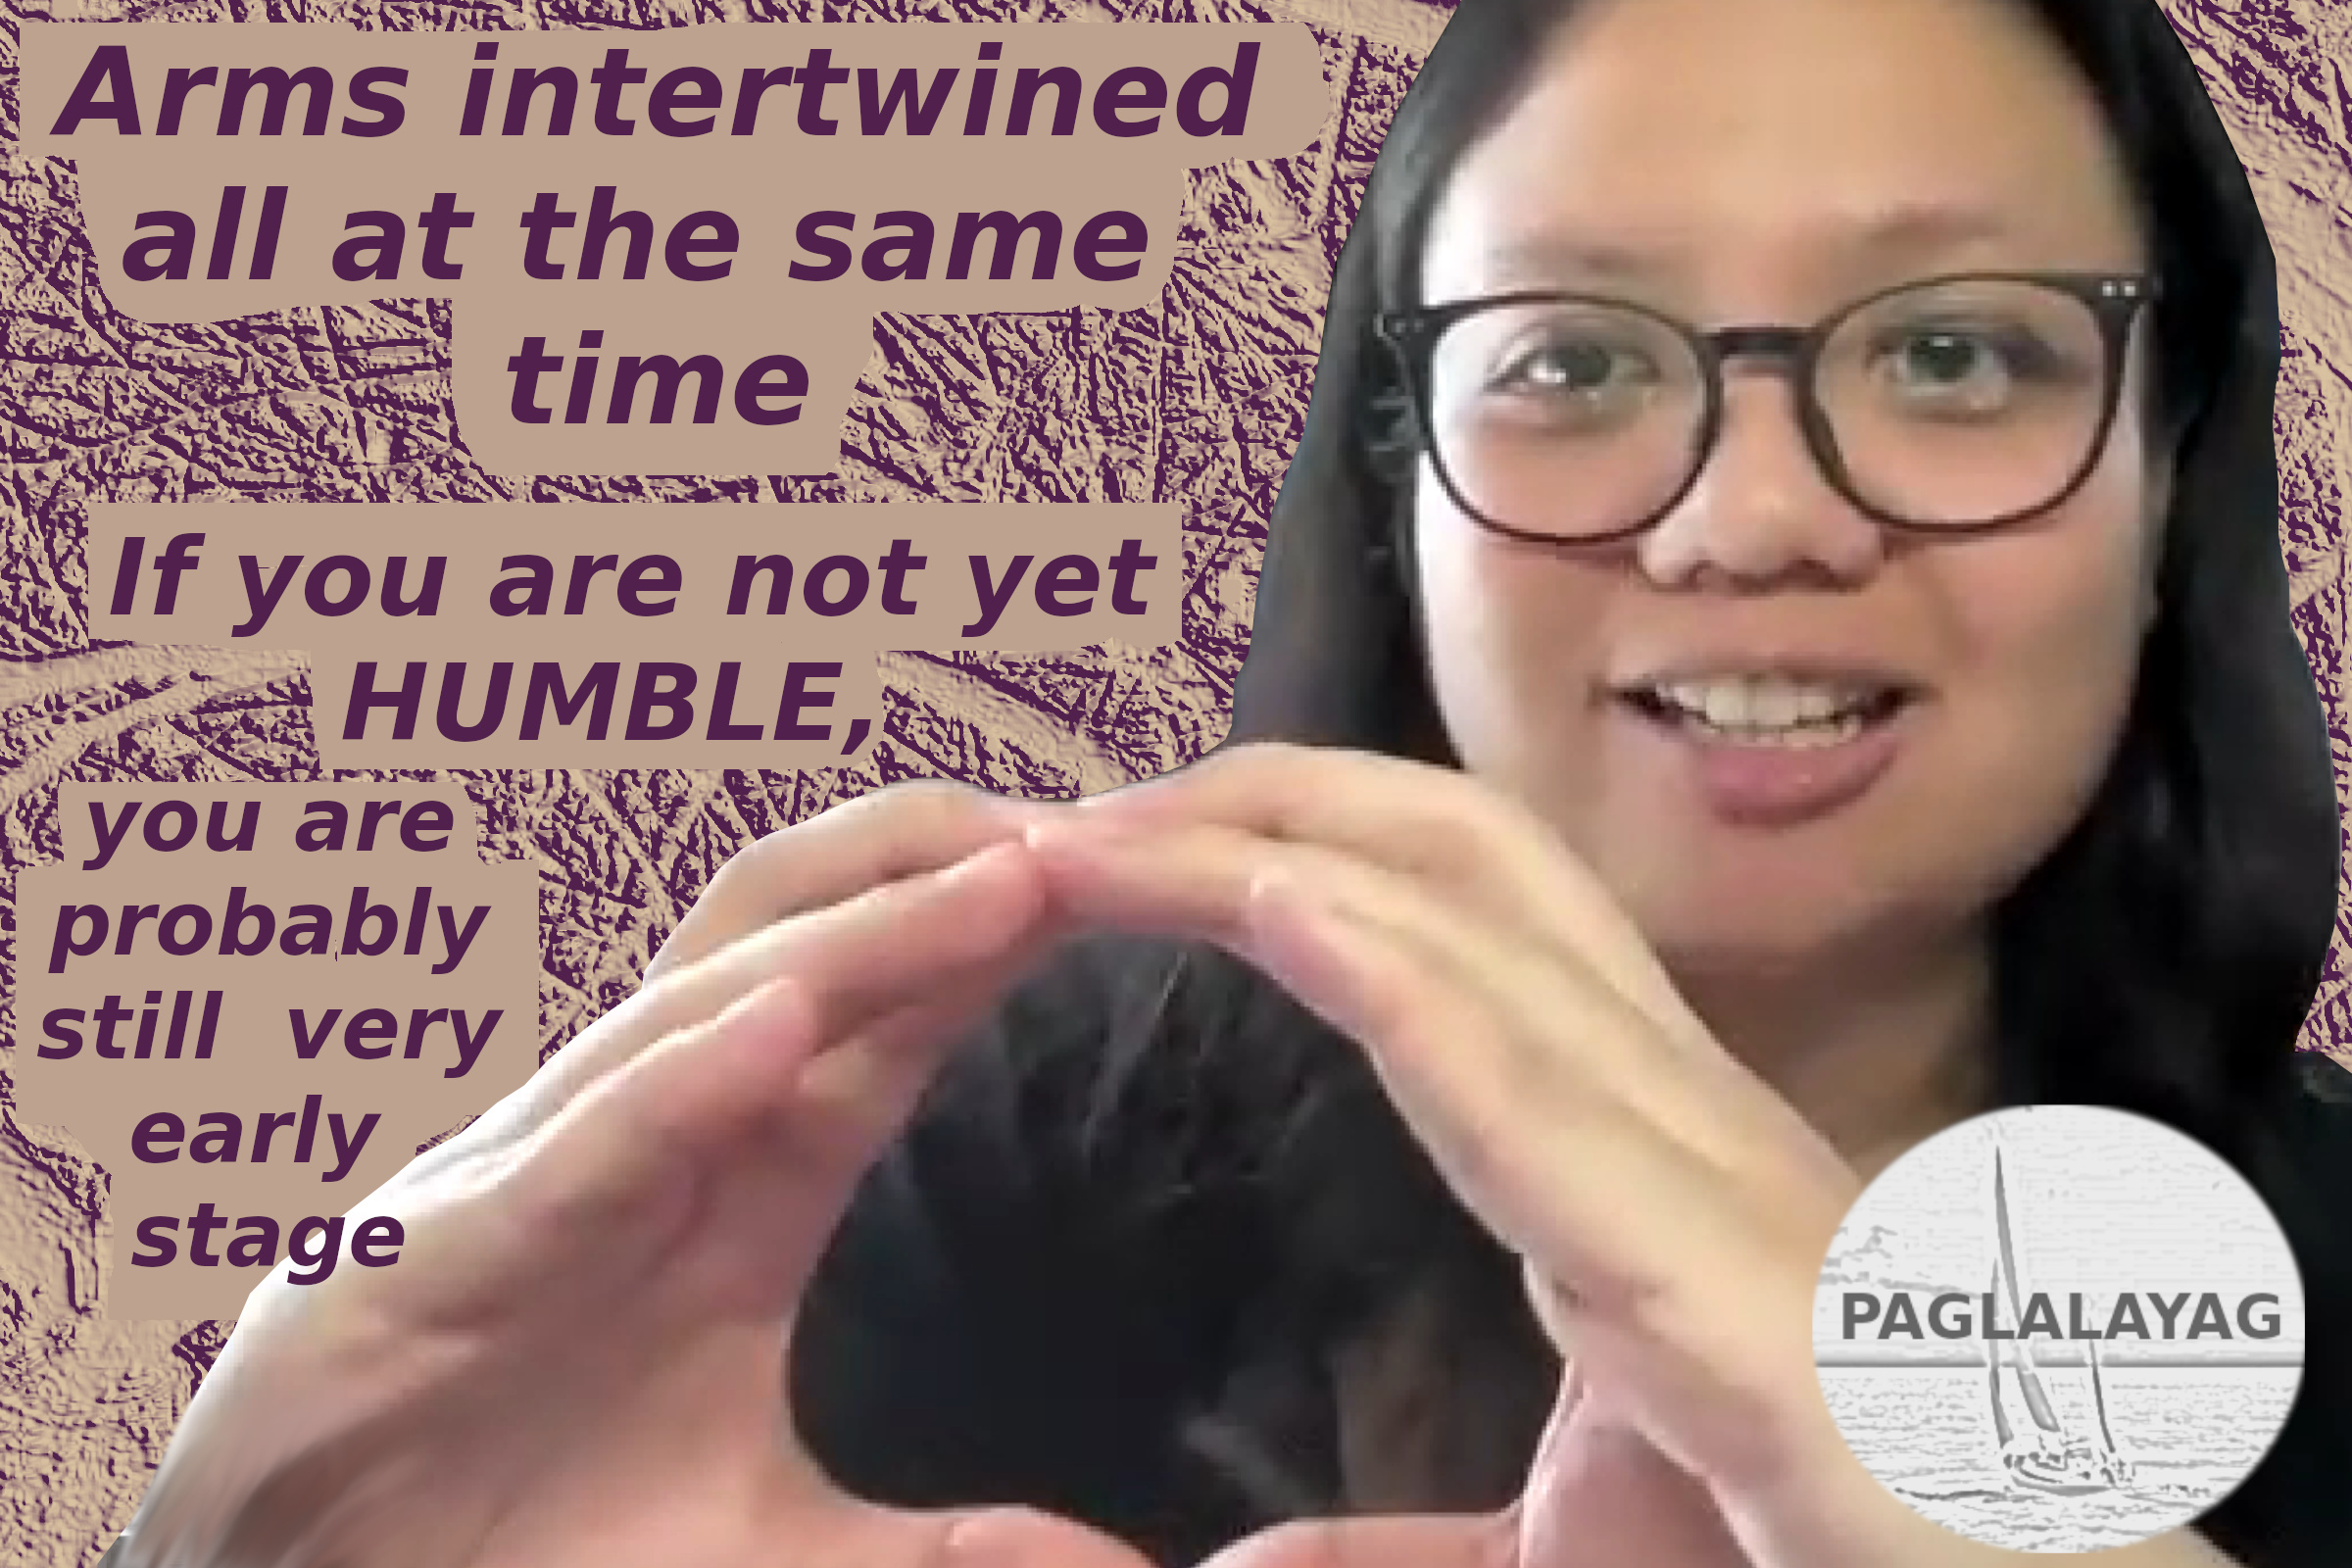 Arms intertwined
all at the same
time
If you are not yet
HUMBLE,
you are
probably
still very
early
stage
PAGLALAYAG